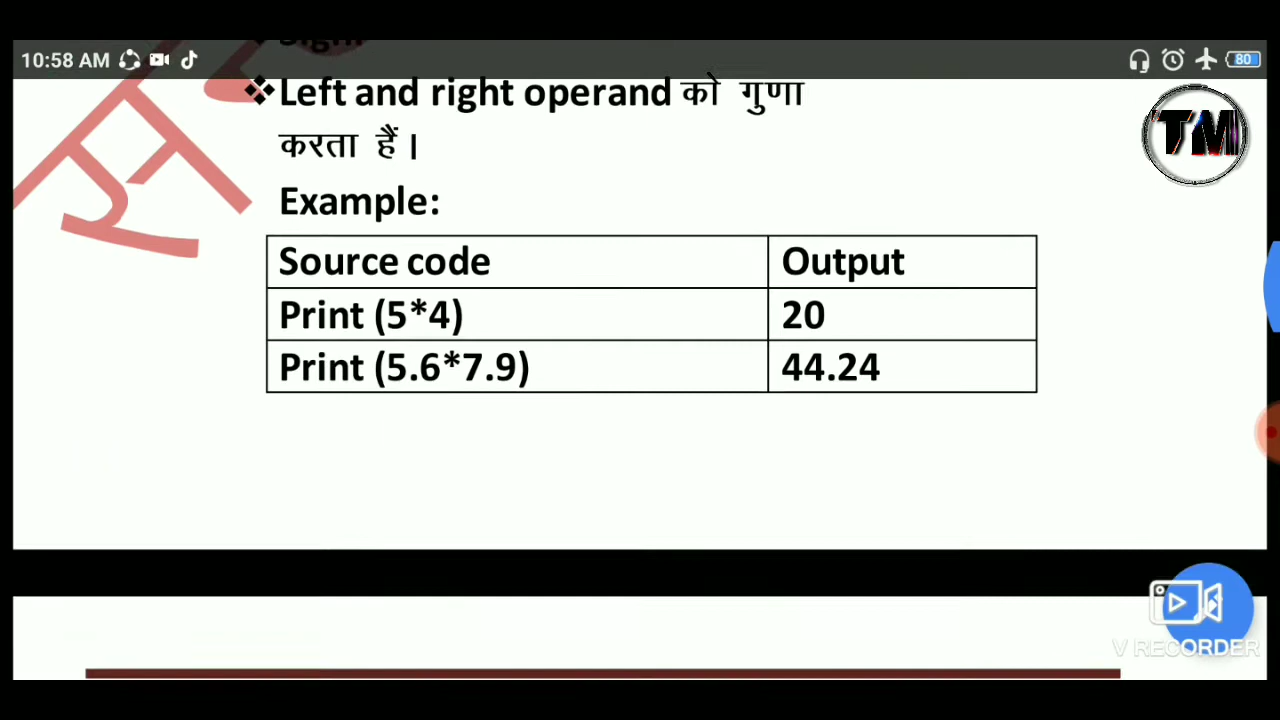 10:58 AM
80
TM
Left and right operand को गुणा
करता हैं ।
Example:
Source code Output
Print (5*4) 20
Print (5.6*7.9) 44.24
V RECORDER